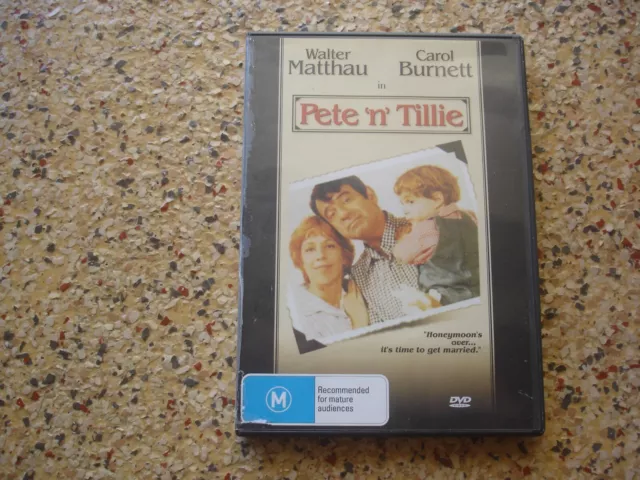 Walter
Matthau
Carol
Burnett
in
Pete 'n' Tillie
"Honeymoon's
over...
it's time to get married."
M
Recommended
for mature
audiences
DVD